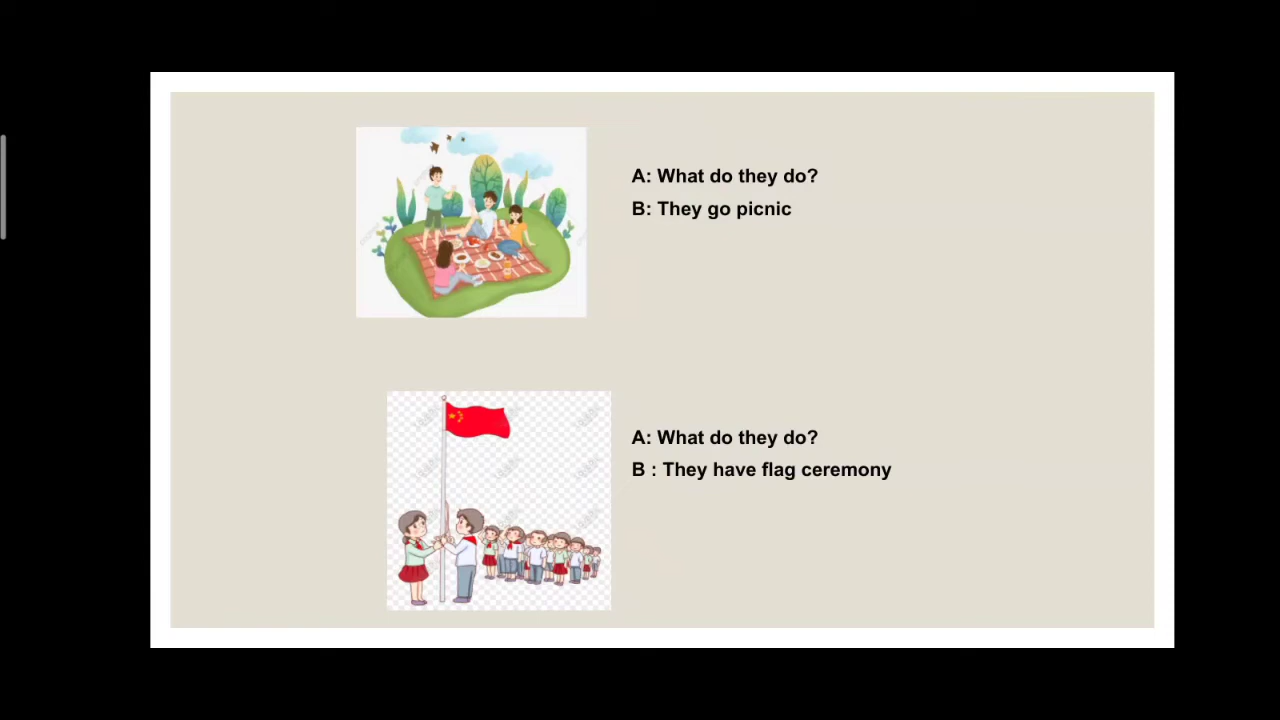 A: What do they do?
B: They go picnic
A: What do they do?
B : They have flag ceremony